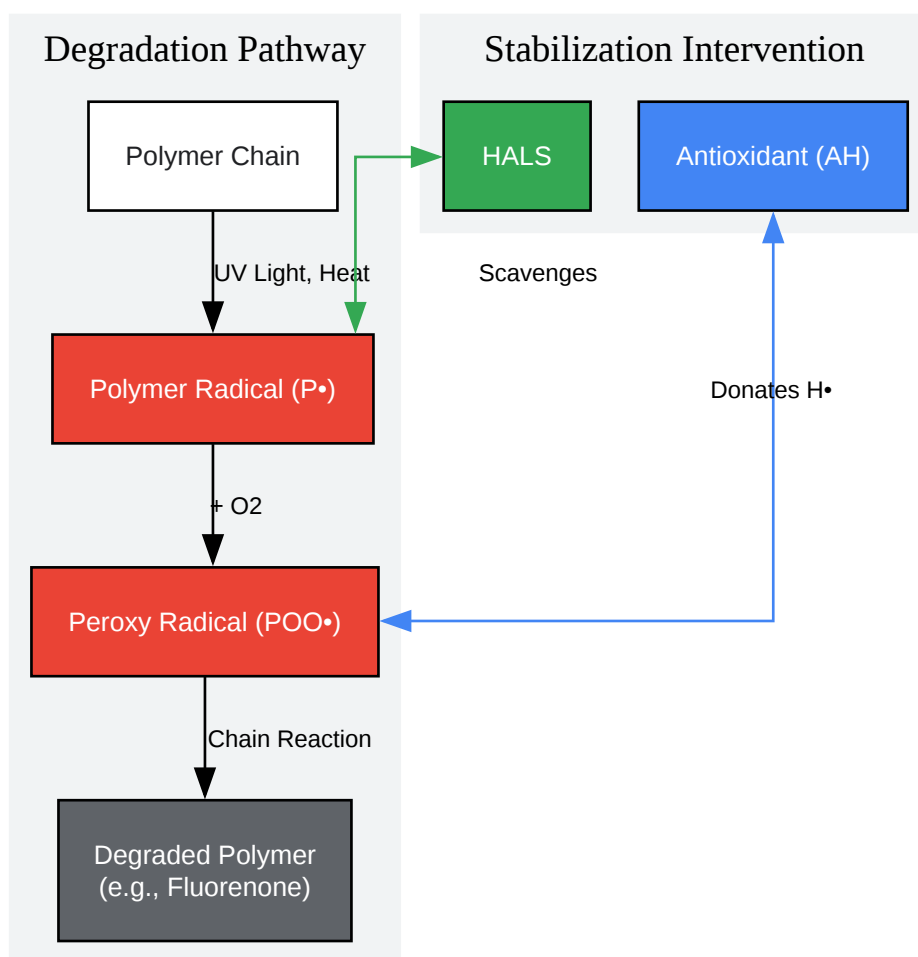 Degradation Pathway
Stabilization Intervention
Polymer Chain
HALS
Antioxidant (AH)
UV Light, Heat
Scavenges
Polymer Radical (P•)
Donates H•
+ O2
Peroxy Radical (POO•)
Chain Reaction
Degraded Polymer
(e.g., Fluorenone)